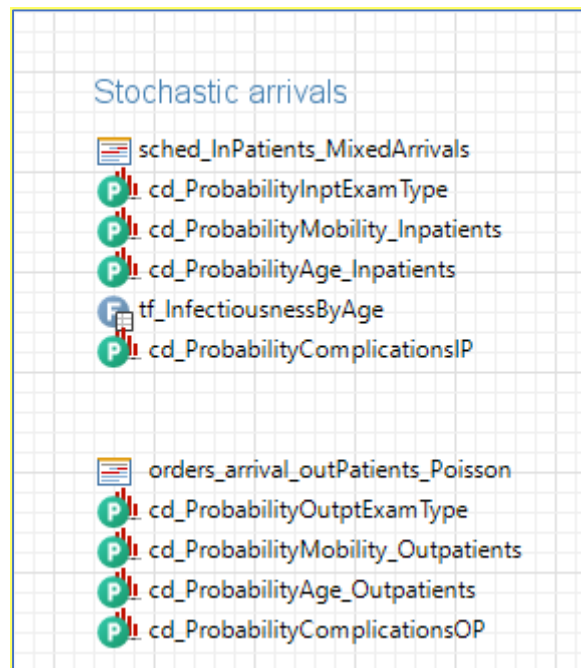 Stochastic arrivals
sched_InPatients_MixedArrivals
P cd_ProbabilityInptExamType
P cd_ProbabilityMobility_Inpatients
P cd_ProbabilityAge_Inpatients
F tf_InfectiousnessByAge
P cd_ProbabilityComplicationsIP
orders_arrival_outPatients_Poisson
P cd_ProbabilityOutptExamType
P cd_ProbabilityMobility_Outpatients
P cd_ProbabilityAge_Outpatients
P cd_ProbabilityComplicationsOP